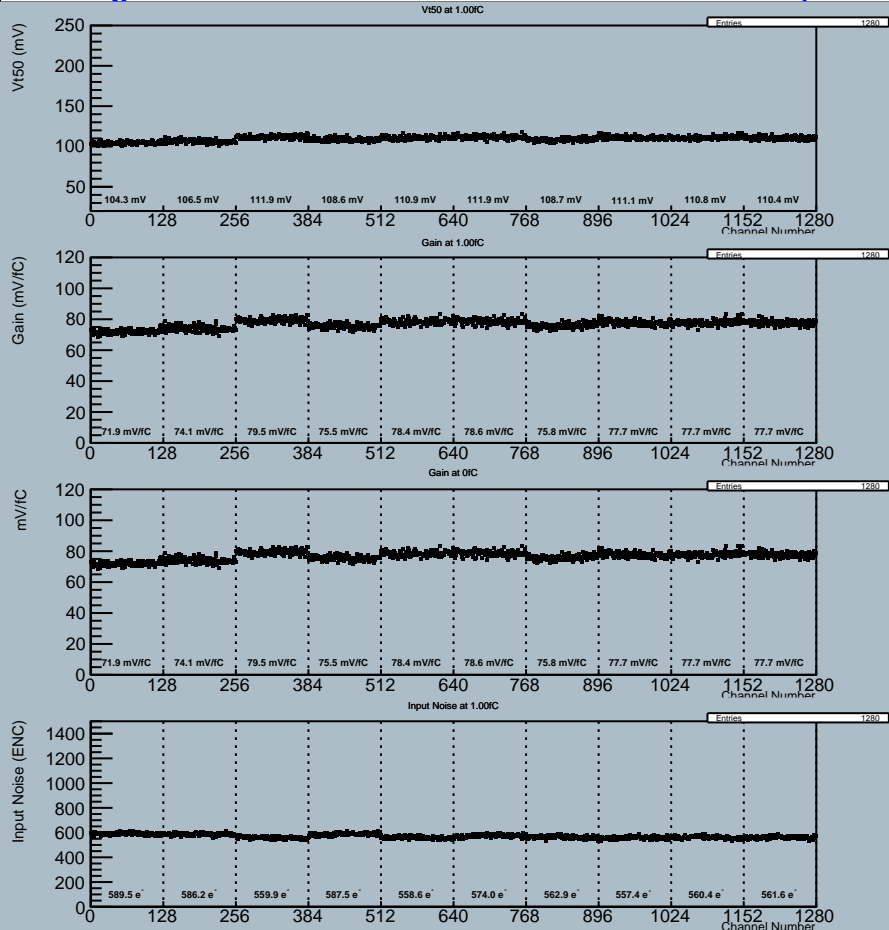 Vt50 at 1.00fC
Entries 1280
Vt50 (mV)
250
200
150
100
50
104.3 mV 106.5 mV 111.9 mV 108.6 mV 110.9 mV 111.9 mV 108.7 mV 111.1 mV 110.8 mV 110.4 mV
0 128 256 384 512 640 768 896 1024 1152 1280
Channel Number
Gain at 1.00fC
Entries 1280
Gain (mV/fC)
120
100
80
60
40
20
0
71.9 mV/fC 74.1 mV/fC 79.5 mV/fC 75.5 mV/fC 78.4 mV/fC 78.6 mV/fC 75.8 mV/fC 77.7 mV/fC 77.7 mV/fC 77.7 mV/fC
0 128 256 384 512 640 768 896 1024 1152 1280
Channel Number
Gain at 0fC
Entries 1280
mV/fC
120
100
80
60
40
20
0
71.9 mV/fC 74.1 mV/fC 79.5 mV/fC 75.5 mV/fC 78.4 mV/fC 78.6 mV/fC 75.8 mV/fC 77.7 mV/fC 77.7 mV/fC 77.7 mV/fC
0 128 256 384 512 640 768 896 1024 1152 1280
Channel Number
Input Noise at 1.00fC
Entries 1280
Input Noise (ENC)
1400
1200
1000
800
600
400
200
0
589.5 e⁻ 586.2 e⁻ 559.9 e⁻ 587.5 e⁻ 558.6 e⁻ 574.0 e⁻ 562.9 e⁻ 557.4 e⁻ 560.4 e⁻ 561.6 e⁻
0 128 256 384 512 640 768 896 1024 1152 1280
Channel Number